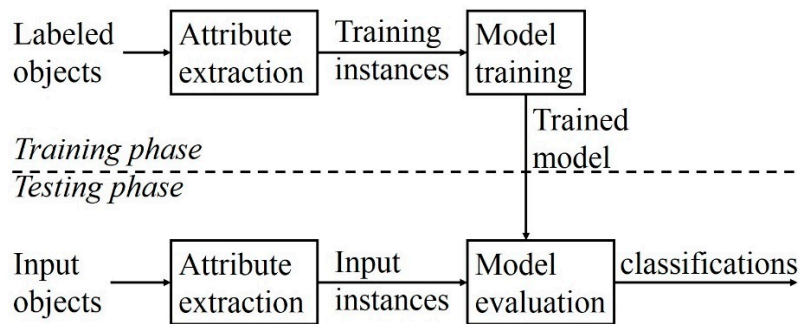 Labeled
objects
Attribute
extraction
Training
instances
Model
training
Trained
model
Training phase
Testing phase
Input
objects
Attribute
extraction
Input
instances
Model
evaluation
classifications